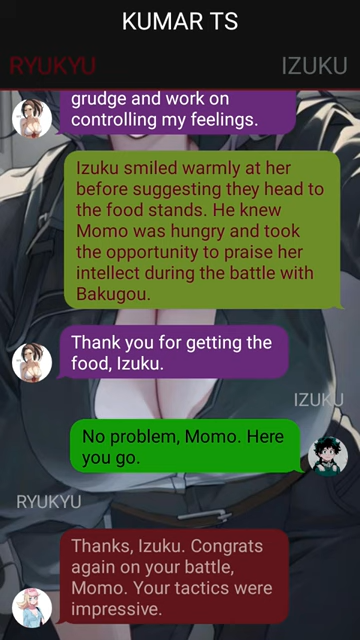 KUMAR TS
RYUKYU
IZUKU
grudge and work on
controlling my feelings.
Izuku smiled warmly at her
before suggesting they head to
the food stands. He knew
Momo was hungry and took
the opportunity to praise her
intellect during the battle with
Bakugou.
Thank you for getting the
food, Izuku.
IZUKU
No problem, Momo. Here
you go.
RYUKYU
Thanks, Izuku. Congrats
again on your battle,
Momo. Your tactics were
impressive.